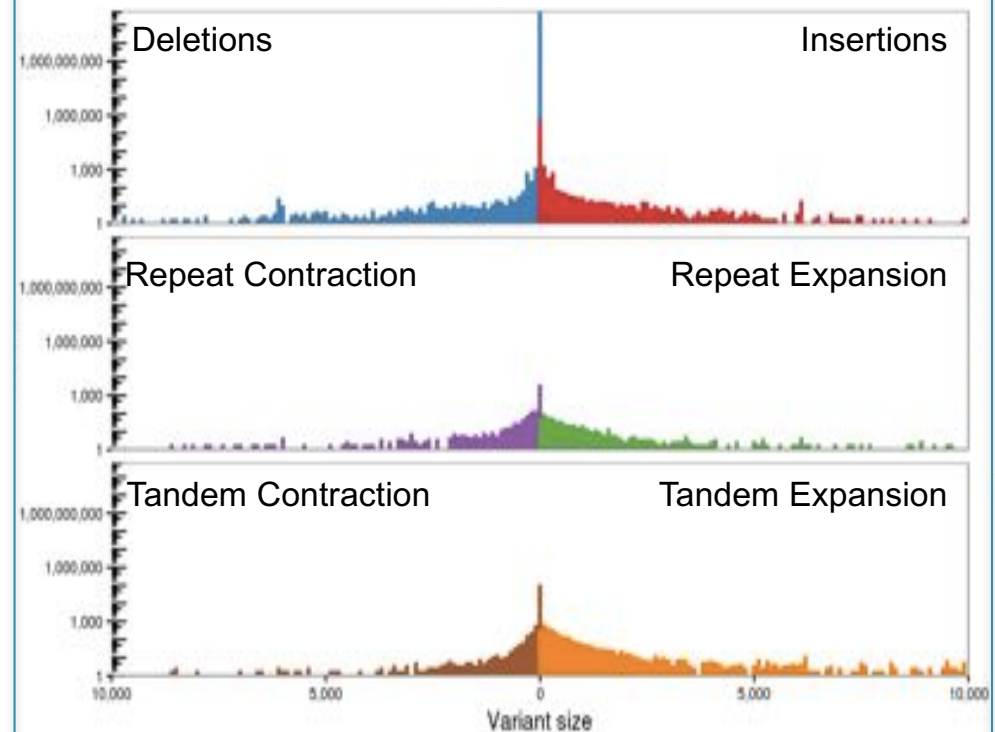 Deletions Insertions
1,000,000,000
1,000,000
1,000
1
Repeat Contraction Repeat Expansion
1,000,000,000
1,000,000
1,000
1
Tandem Contraction Tandem Expansion
1,000,000,000
1,000,000
1,000
1
10,000 5,000 0 5,000 10,000
Variant size